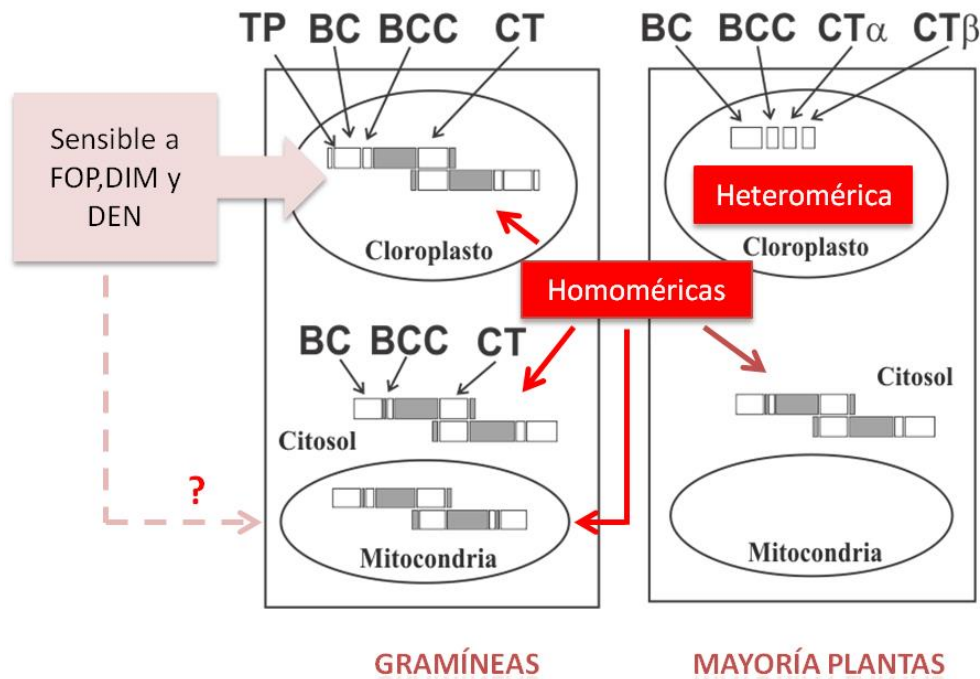 TP BC BCC CT
BC BCC CTα CTβ
Sensible a
FOP,DIM y
DEN
Cloroplasto
Heteromérica
Cloroplasto
Homoméricas
BC BCC CT
Citosol
Citosol
?
Mitocondria
Mitocondria
GRAMÍNEAS
MAYORÍA PLANTAS